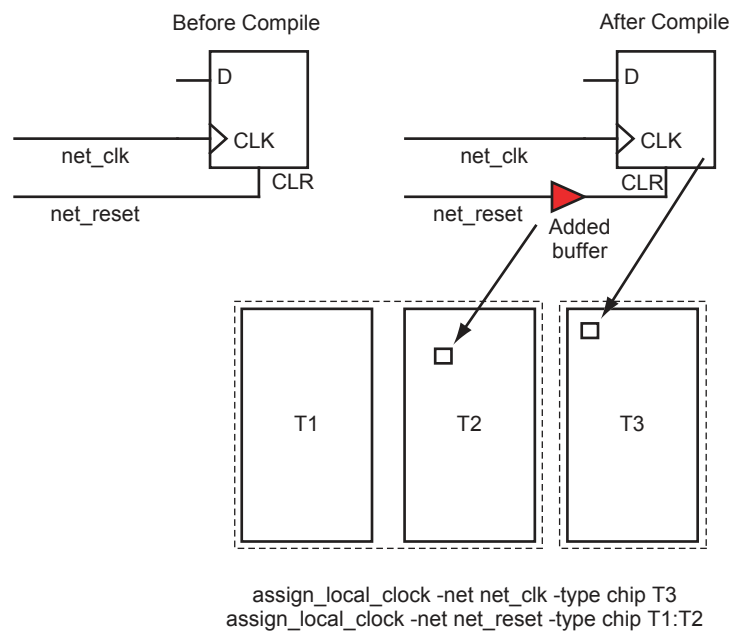 Before Compile
After Compile
D
D
CLK
CLK
net_clk
net_clk
CLR
CLR
net_reset
net_reset
Added
buffer
T1
T2
T3
assign_local_clock -net net_clk -type chip T3
assign_local_clock -net net_reset -type chip T1:T2